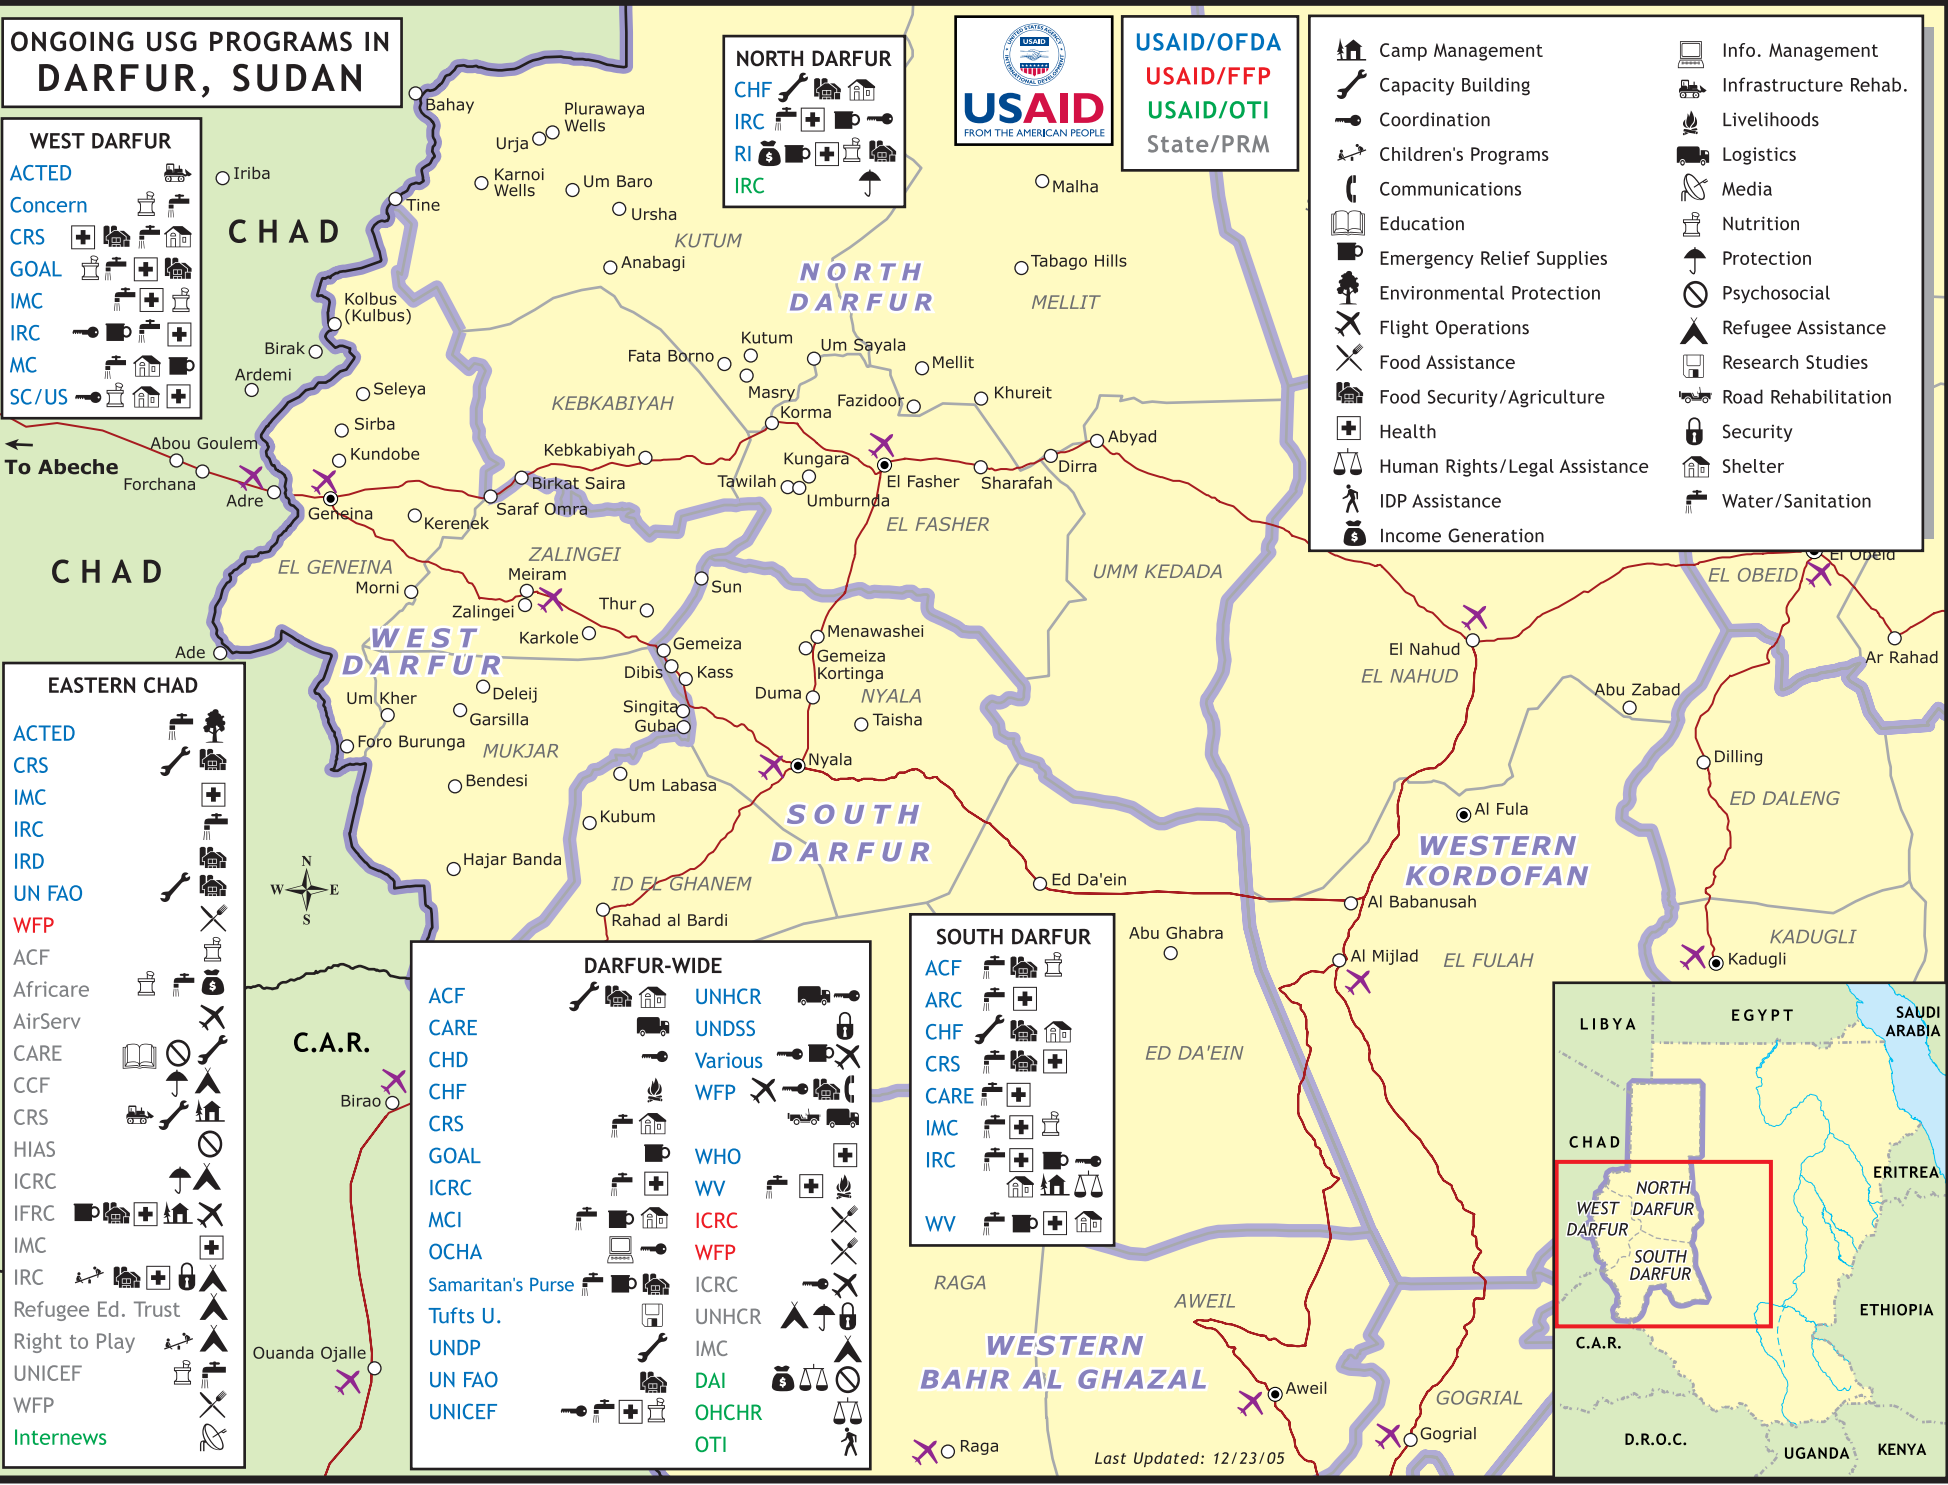 ONGOING USG PROGRAMS IN
DARFUR, SUDAN
WEST DARFUR
ACTED
Concern
CRS
GOAL
IMC
IRC
MC
SC/US
NORTH DARFUR
CHF
IRC
RI
IRC
UNITED STATES AGENCY
USAID
INTERNATIONAL DEVELOPMENT
USAID
FROM THE AMERICAN PEOPLE
USAID/OFDA
USAID/FFP
USAID/OTI
State/PRM
Camp Management
Capacity Building
Coordination
Children's Programs
Communications
Education
Emergency Relief Supplies
Environmental Protection
Flight Operations
Food Assistance
Food Security/Agriculture
Health
Human Rights/Legal Assistance
IDP Assistance
Income Generation
Info. Management
Infrastructure Rehab.
Livelihoods
Logistics
Media
Nutrition
Protection
Psychosocial
Refugee Assistance
Research Studies
Road Rehabilitation
Security
Shelter
Water/Sanitation
Bahay
Plurawaya
Wells
Urja
Karnoi
Wells
Um Baro
Ursha
Iriba
Tine
CHAD
KUTUM
Anabagi
Malha
Tabago Hills
MELLIT
NORTH
DARFUR
Kolbus
(Kulbus)
Birak
Ardemi
Seleya
Sirba
Kundobe
Kutum
Fata Borno
Masry
Um Sayala
Mellit
Khureit
Fazidoor
KEBKABIYAH
Korma
Abou Goulem
To Abeche
Forchana
Adre
Geneina
Kerenek
Kebkabiyah
Birkat Saira
Saraf Omra
Kungara
Tawilah
Umburnda
El Fasher
Sharafah
Dirra
Abyad
EL FASHER
CHAD
EL GENEINA
ZALINGEI
Meiram
Morni
Zalingei
Thur
Sun
Karkole
UMM KEDADA
El Obeid
EL OBEID
WEST
DARFUR
Ade
Gemeiza
Dibis
Kass
Menawashei
Gemeiza
Kortinga
El Nahud
EL NAHUD
Ar Rahad
Abu Zabad
Um Kher
Deleij
Garsilla
Singita
Guba
Duma
NYALA
Taisha
Foro Burunga
MUKJAR
Bendesi
Um Labasa
Nyala
Dilling
ED DALENG
Kubum
SOUTH
DARFUR
Al Fula
WESTERN
KORDOFAN
Hajar Banda
ID EL GHANEM
Rahad al Bardi
Ed Da'ein
Al Babanusah
Abu Ghabra
Al Mijlad
EL FULAH
KADUGLI
Kadugli
N
W
E
S
C.A.R.
Birao
Ouanda Ojalle
ED DA'EIN
RAGA
AWEIL
WESTERN
BAHR AL GHAZAL
Aweil
GOGRIAL
Gogrial
Raga
Last Updated: 12/23/05
EASTERN CHAD
ACTED
CRS
IMC
IRC
IRD
UN FAO
WFP
ACF
Africare
AirServ
CARE
CCF
CRS
HIAS
ICRC
IFRC
IMC
IRC
Refugee Ed. Trust
Right to Play
UNICEF
WFP
Internews
DARFUR-WIDE
ACF
CARE
CHD
CHF
CRS
GOAL
ICRC
MCI
OCHA
Samaritan's Purse
Tufts U.
UNDP
UN FAO
UNICEF
UNHCR
UNDSS
Various
WFP
WHO
WV
ICRC
WFP
ICRC
UNHCR
IMC
DAI
OHCHR
OTI
SOUTH DARFUR
ACF
ARC
CHF
CRS
CARE
IMC
IRC
WV
LIBYA
EGYPT
SAUDI
ARABIA
CHAD
ERITREA
NORTH
DARFUR
WEST
DARFUR
SOUTH
DARFUR
ETHIOPIA
C.A.R.
D.R.O.C.
UGANDA
KENYA